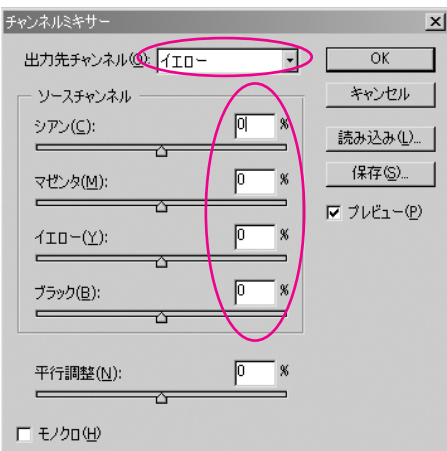 チャンネルミキサー
出力先チャンネル(O): イエロー
OK
キャンセル
読み込み(L)...
保存(S)...
プレビュー(P)
ソースチャンネル
シアン(C): 0 %
マゼンタ(M): 0 %
イエロー(Y): 0 %
ブラック(B): 0 %
平行調整(N): 0 %
モノクロ(H)